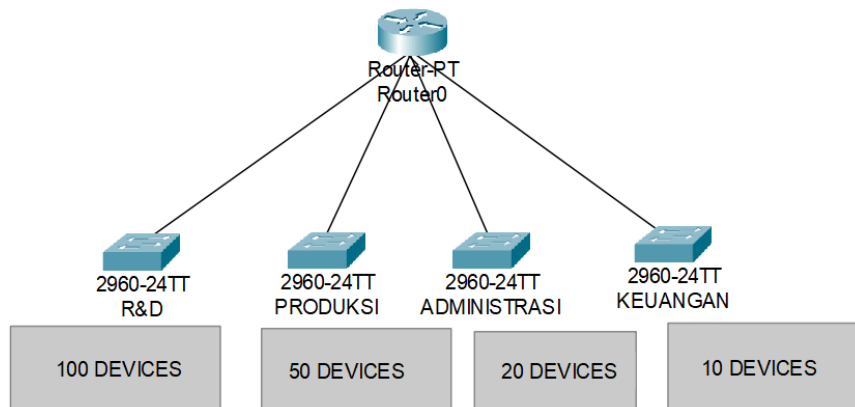 Router-PT
Router0
2960-24TT
R&D
2960-24TT
PRODUKSI
2960-24TT
ADMINISTRASI
2960-24TT
KEUANGAN
100 DEVICES
50 DEVICES
20 DEVICES
10 DEVICES